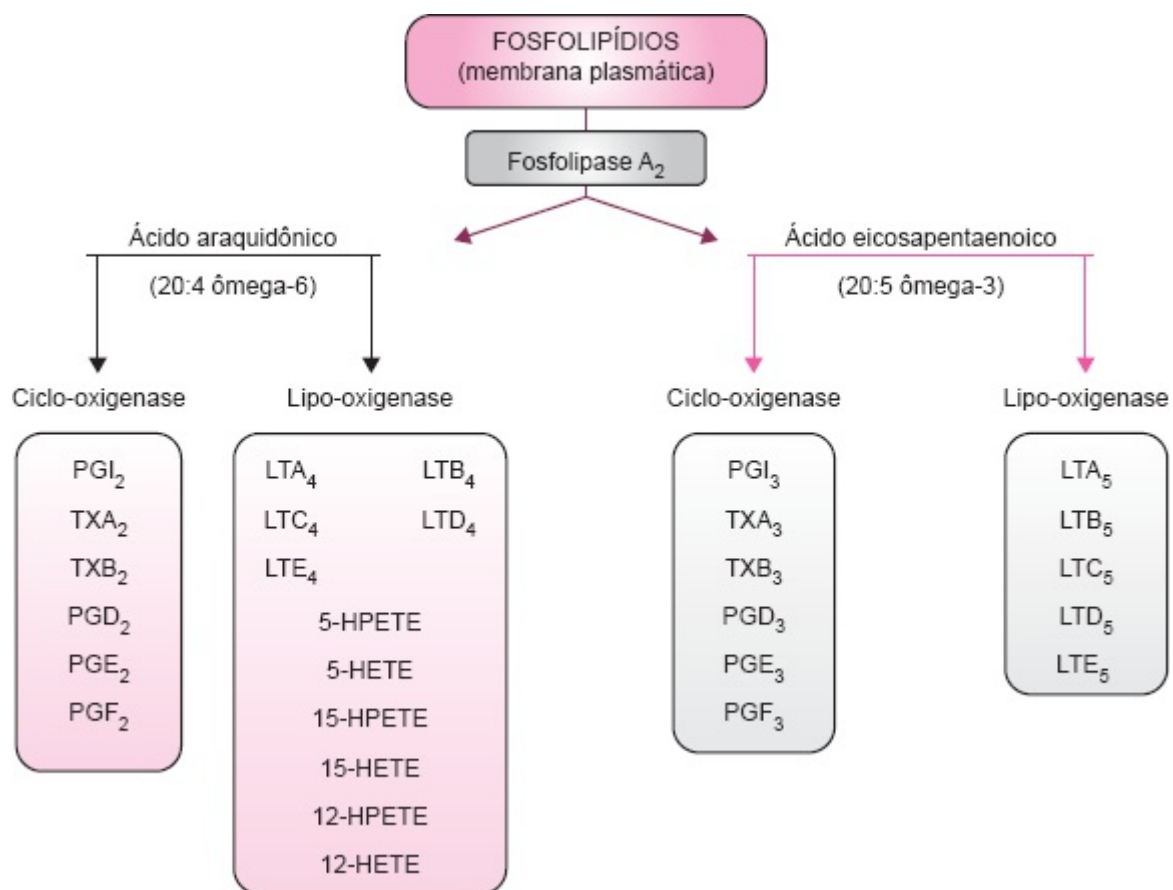 FOSFOLIPÍDIOS
(membrana plasmática)
Fosfolipase A₂
Ácido araquidônico
(20:4 ômega-6)
Ácido eicosapentaenoico
(20:5 ômega-3)
Ciclo-oxigenase
PGI₂
TXA₂
TXB₂
PGD₂
PGE₂
PGF₂
Lipo-oxigenase
LTA₄ LTB₄
LTC₄ LTD₄
LTE₄
5-HPETE
5-HETE
15-HPETE
15-HETE
12-HPETE
12-HETE
Ciclo-oxigenase
PGI₃
TXA₃
TXB₃
PGD₃
PGE₃
PGF₃
Lipo-oxigenase
LTA₅
LTB₅
LTC₅
LTD₅
LTE₅